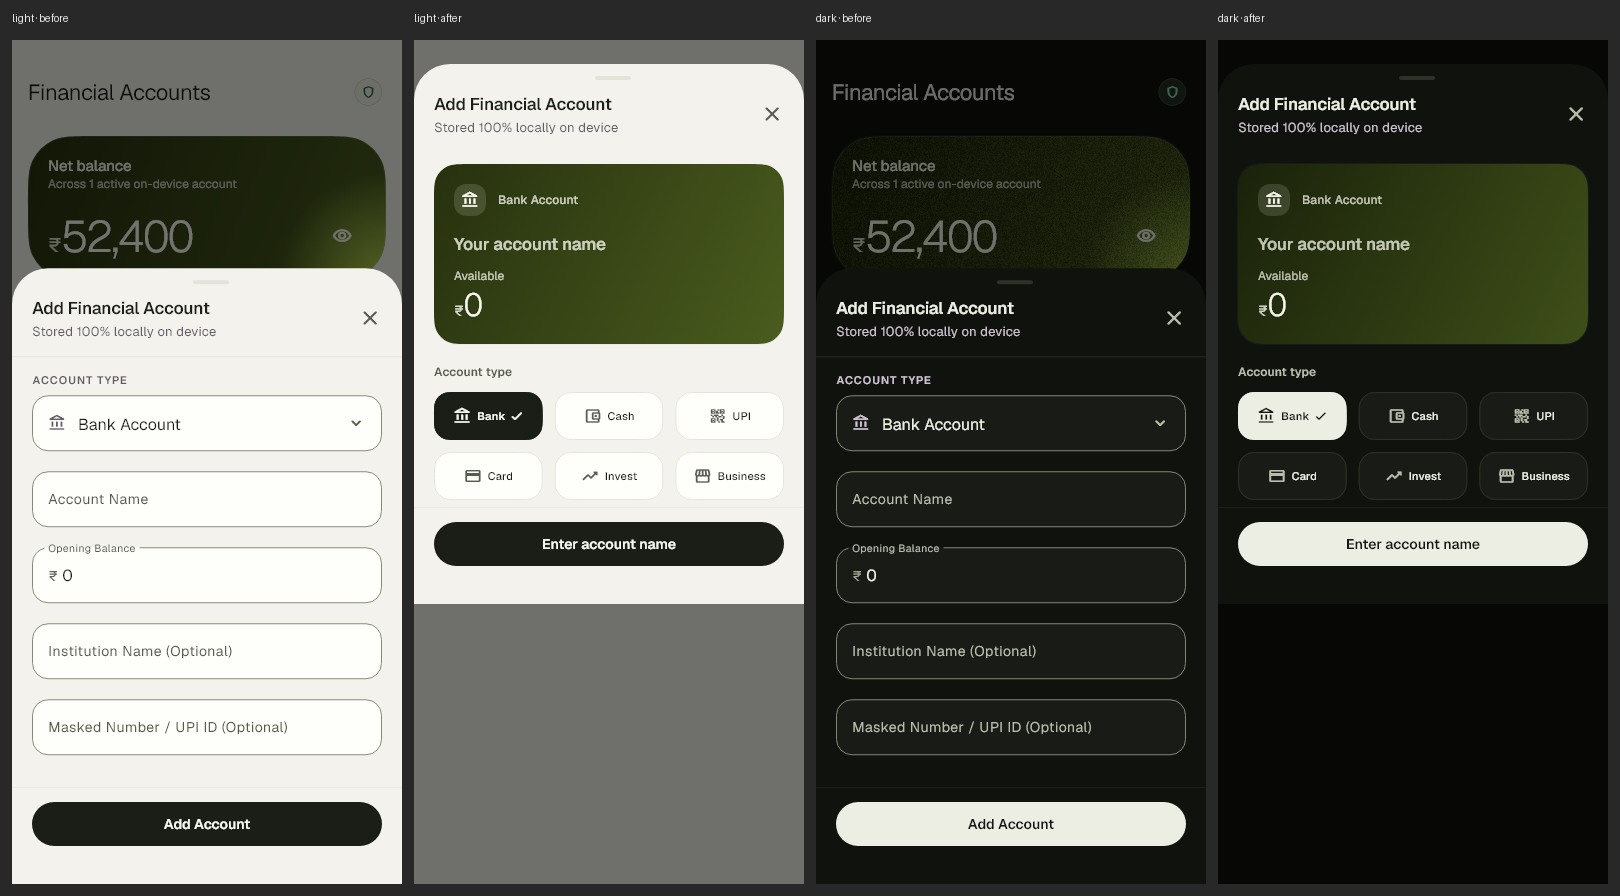 light·before
Financial Accounts
Net balance
Across 1 active on-device account
₹52,400
Add Financial Account
Stored 100% locally on device
ACCOUNT TYPE
Bank Account
Account Name
Opening Balance
₹ 0
Institution Name (Optional)
Masked Number / UPI ID (Optional)
Add Account
light·after
Add Financial Account
Stored 100% locally on device
Bank Account
Your account name
Available
₹0
Account type
Bank
Cash
UPI
Card
Invest
Business
Enter account name
dark·before
Financial Accounts
Net balance
Across 1 active on-device account
₹52,400
Add Financial Account
Stored 100% locally on device
ACCOUNT TYPE
Bank Account
Account Name
Opening Balance
₹ 0
Institution Name (Optional)
Masked Number / UPI ID (Optional)
Add Account
dark·after
Add Financial Account
Stored 100% locally on device
Bank Account
Your account name
Available
₹0
Account type
Bank
Cash
UPI
Card
Invest
Business
Enter account name